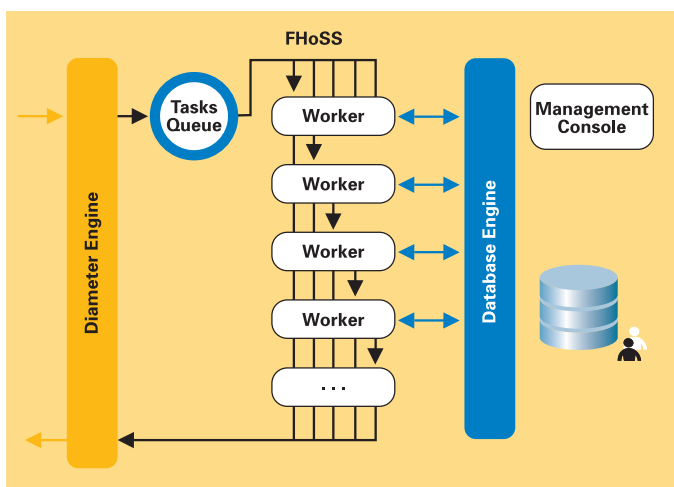 FHoSS
Diameter Engine
Tasks
Queue
Worker
Worker
Worker
Worker
...
Database Engine
Management
Console